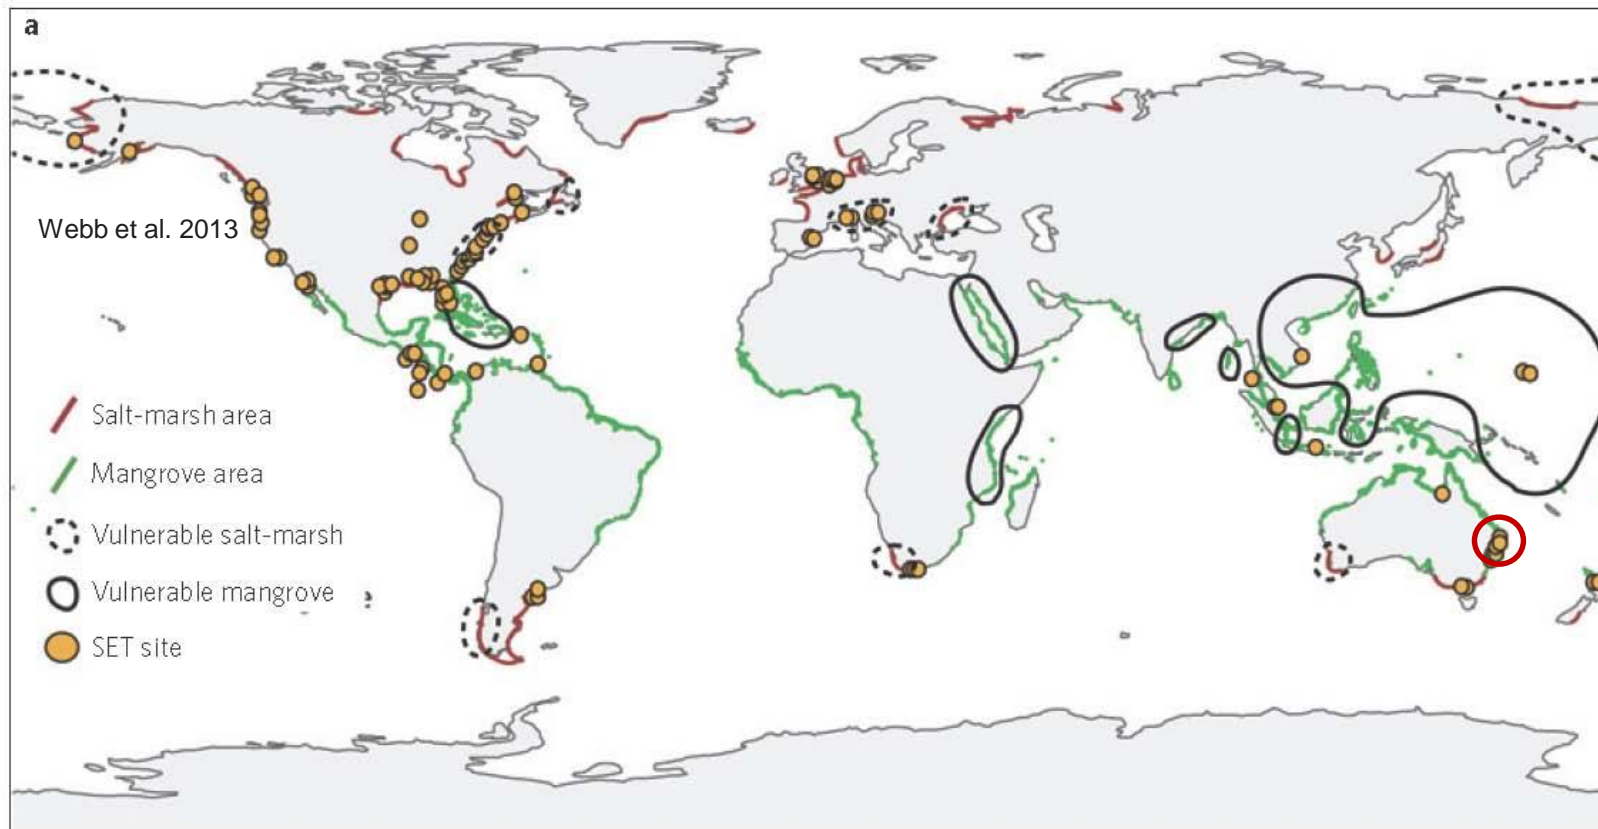 a
Webb et al. 2013
Salt-marsh area
Mangrove area
Vulnerable salt-marsh
Vulnerable mangrove
SET site